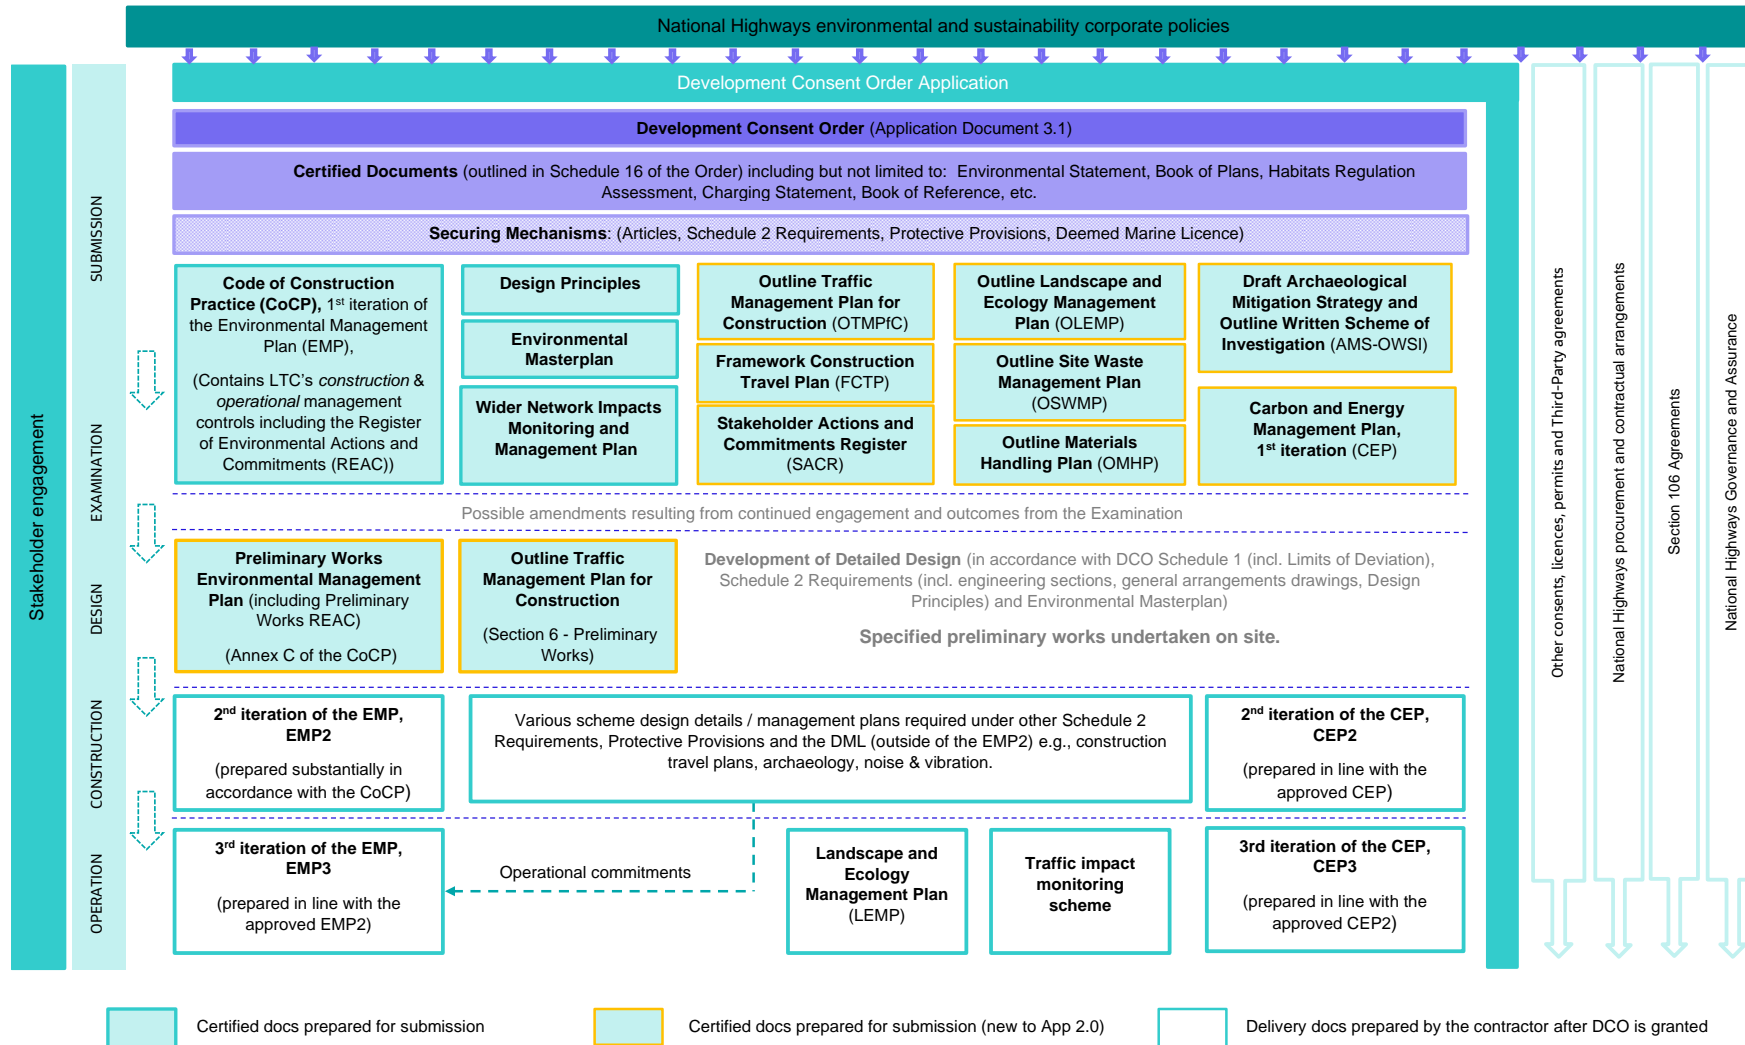 National Highways environmental and sustainability corporate policies
Development Consent Order Application
Stakeholder engagement
SUBMISSION
EXAMINATION
DESIGN
CONSTRUCTION
OPERATION
Development Consent Order (Application Document 3.1)
Certified Documents (outlined in Schedule 16 of the Order) including but not limited to: Environmental Statement, Book of Plans, Habitats Regulation
Assessment, Charging Statement, Book of Reference, etc.
Securing Mechanisms: (Articles, Schedule 2 Requirements, Protective Provisions, Deemed Marine Licence)
Code of Construction
Practice (CoCP), 1st iteration of
the Environmental Management
Plan (EMP),
(Contains LTC's construction &
operational management
controls including the Register
of Environmental Actions and
Commitments (REAC))
Design Principles
Environmental
Masterplan
Wider Network Impacts
Monitoring and
Management Plan
Outline Traffic
Management Plan for
Construction (OTMPfC)
Framework Construction
Travel Plan (FCTP)
Stakeholder Actions and
Commitments Register
(SACR)
Outline Landscape and
Ecology Management
Plan (OLEMP)
Outline Site Waste
Management Plan
(OSWMP)
Outline Materials
Handling Plan (OMHP)
Draft Archaeological
Mitigation Strategy and
Outline Written Scheme of
Investigation (AMS-OWSI)
Carbon and Energy
Management Plan,
1st iteration (CEP)
Possible amendments resulting from continued engagement and outcomes from the Examination
Preliminary Works
Environmental Management
Plan (including Preliminary
Works REAC)
(Annex C of the CoCP)
Outline Traffic
Management Plan for
Construction
(Section 6 - Preliminary
Works)
Development of Detailed Design (in accordance with DCO Schedule 1 (incl. Limits of Deviation),
Schedule 2 Requirements (incl. engineering sections, general arrangements drawings, Design
Principles) and Environmental Masterplan)
Specified preliminary works undertaken on site.
2nd iteration of the EMP,
EMP2
(prepared substantially in
accordance with the CoCP)
Various scheme design details / management plans required under other Schedule 2
Requirements, Protective Provisions and the DML (outside of the EMP2) e.g., construction
travel plans, archaeology, noise & vibration.
2nd iteration of the CEP,
CEP2
(prepared in line with the
approved CEP)
3rd iteration of the EMP,
EMP3
(prepared in line with the
approved EMP2)
Operational commitments
Landscape and
Ecology
Management Plan
(LEMP)
Traffic impact
monitoring
scheme
3rd iteration of the CEP,
CEP3
(prepared in line with the
approved CEP2)
Other consents, licences, permits and Third-Party agreements
National Highways procurement and contractual arrangements
Section 106 Agreements
National Highways Governance and Assurance
Certified docs prepared for submission
Certified docs prepared for submission (new to App 2.0)
Delivery docs prepared by the contractor after DCO is granted